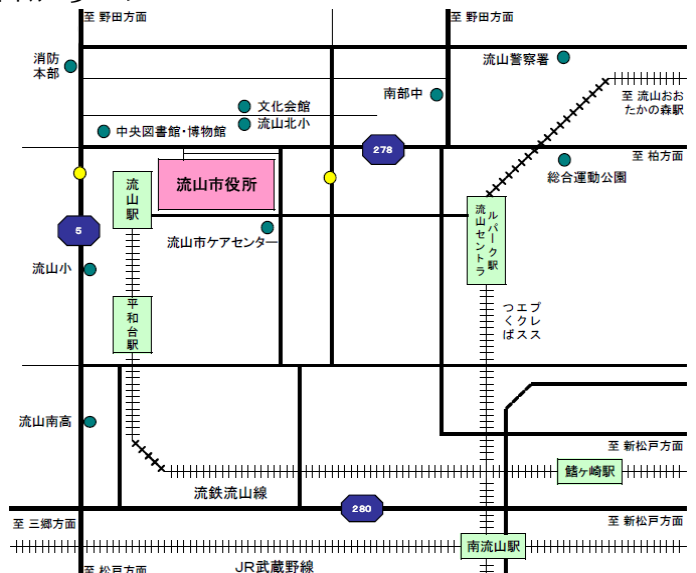 至 野田方面
至 野田方面
消防
本部
流山警察署
南部中
至 流山おお
たかの森駅
文化会館
流山北小
中央図書館・博物館
278
至 柏方面
総合運動公園
流山市役所
流山駅
流山セントラ
ルパーク駅
5
流山市ケアセンター
流山小
平和台駅
つくば
エクス
プレス
流山南高
至 新松戸方面
鰭ヶ崎駅
流鉄流山線
280
至 三郷方面
至 新松戸方面
南流山駅
至 松戸方面
JR武蔵野線